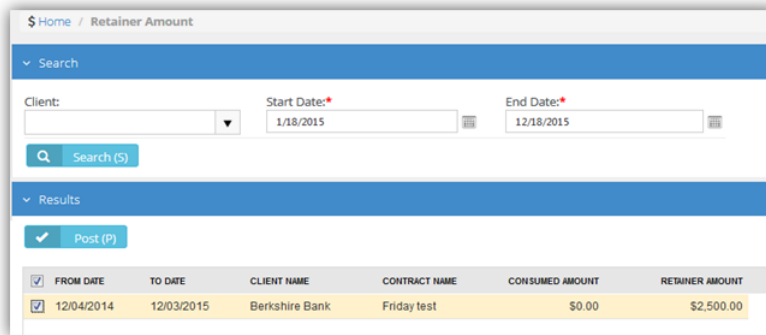 $ Home / Retainer Amount
Search
Client: Start Date:* End Date:*
1/18/2015 12/18/2015
Search (S)
Results
Post (P)
FROM DATE TO DATE CLIENT NAME CONTRACT NAME CONSUMED AMOUNT RETAINER AMOUNT
12/04/2014 12/03/2015 Berkshire Bank Friday test $0.00 $2,500.00